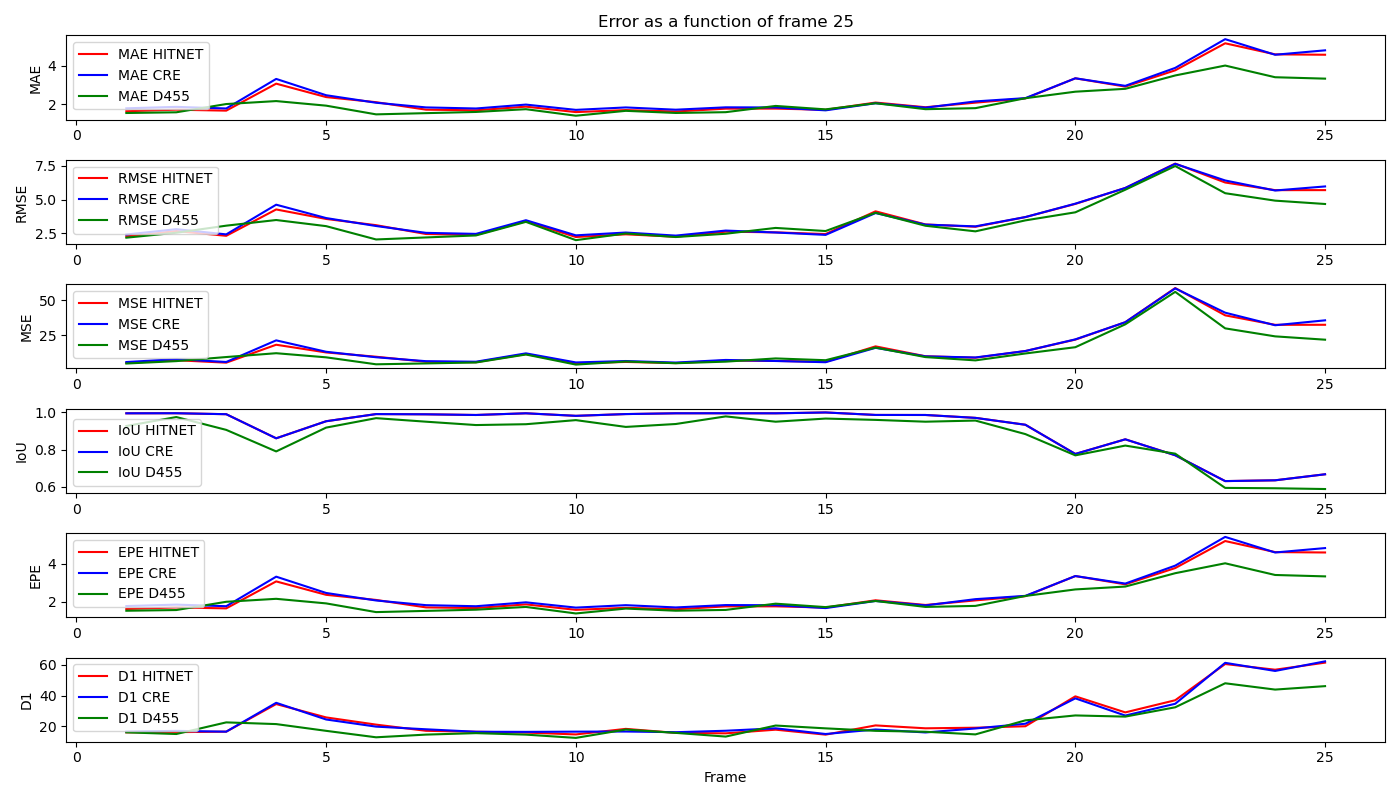 Error as a function of frame 25
MAE
4
2
MAE HITNET
MAE CRE
MAE D455
0 5 10 15 20 25
RMSE
7.5
5.0
2.5
RMSE HITNET
RMSE CRE
RMSE D455
0 5 10 15 20 25
MSE
50
25
MSE HITNET
MSE CRE
MSE D455
0 5 10 15 20 25
IoU
1.0
0.8
0.6
IoU HITNET
IoU CRE
IoU D455
0 5 10 15 20 25
EPE
4
2
EPE HITNET
EPE CRE
EPE D455
0 5 10 15 20 25
D1
60
40
20
D1 HITNET
D1 CRE
D1 D455
0 5 10 15 20 25
Frame